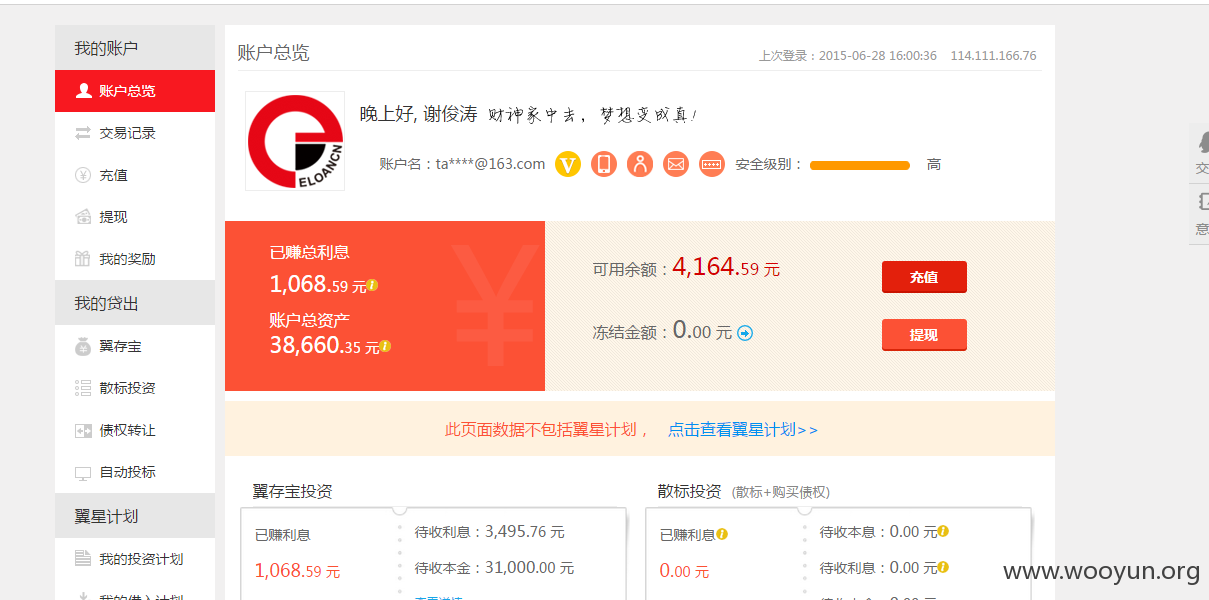 我的账户
账户总览
交易记录
充值
提现
我的奖励
我的贷出
翼存宝
散标投资
债权转让
自动投标
翼星计划
我的投资计划
我的借入计划
账户总览
上次登录：2015-06-28 16:00:36 114.111.166.76
ELOANCN
晚上好, 谢俊涛 财神家中去，梦想变成真!
账户名：ta****@163.com V 安全级别： 高
已赚总利息
1,068.59 元
账户总资产
38,660.35 元
¥
可用余额：4,164.59 元
充值
冻结金额：0.00 元
提现
此页面数据不包括翼星计划， 点击查看翼星计划>>
翼存宝投资
已赚利息
1,068.59 元
待收利息：3,495.76 元
待收本金：31,000.00 元
散标投资 (散标+购买债权)
已赚利息
0.00 元
待收本息：0.00 元
待收利息：0.00 元
交
意
www.wooyun.org